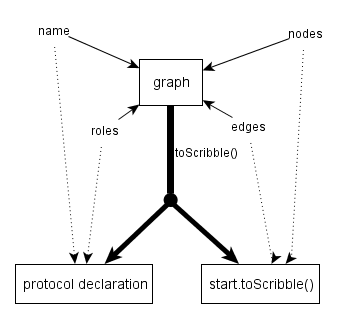 name
nodes
graph
roles
edges
toScribble()
protocol declaration
start.toScribble()